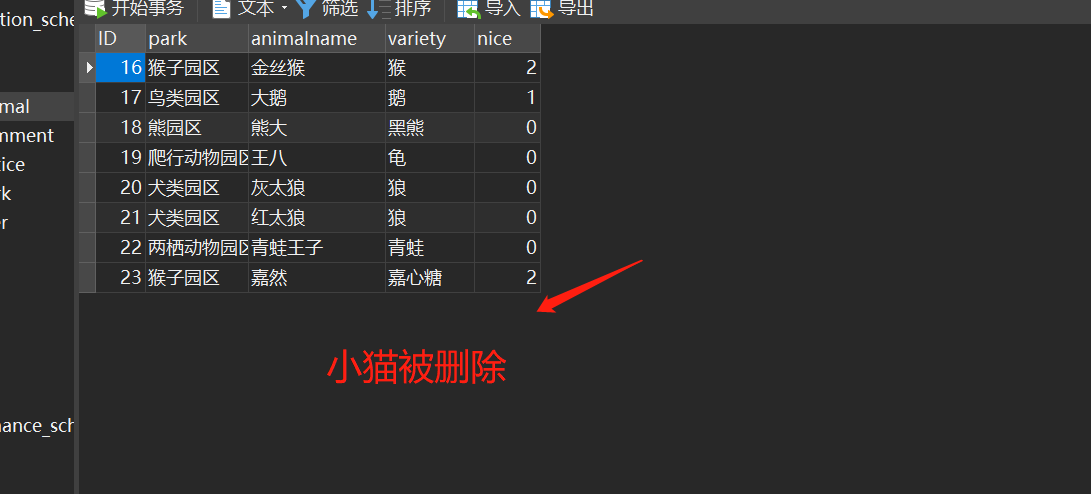 开始事务 文本 筛选 排序 导入 导出
ID park animalname variety nice
16 猴子园区 金丝猴 猴 2
17 鸟类园区 大鹅 鹅 1
18 熊园区 熊大 黑熊 0
19 爬行动物园区 王八 龟 0
20 犬类园区 灰太狼 狼 0
21 犬类园区 红太狼 狼 0
22 两栖动物园区 青蛙王子 青蛙 0
23 猴子园区 嘉然 嘉心糖 2
小猫被删除